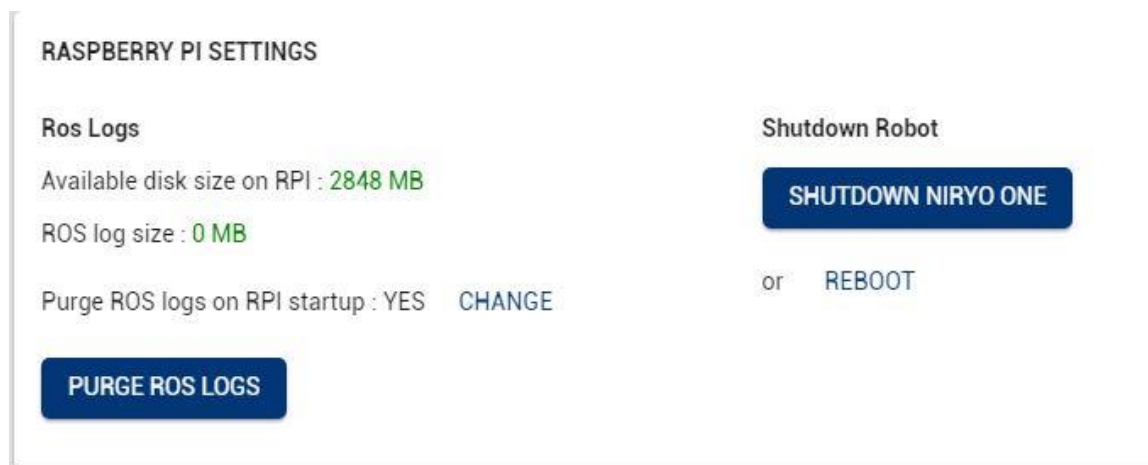 RASPBERRY PI SETTINGS
Ros Logs
Available disk size on RPI : 2848 MB
ROS log size : 0 MB
Purge ROS logs on RPI startup : YES CHANGE
PURGE ROS LOGS
Shutdown Robot
SHUTDOWN NIRYO ONE
or REBOOT